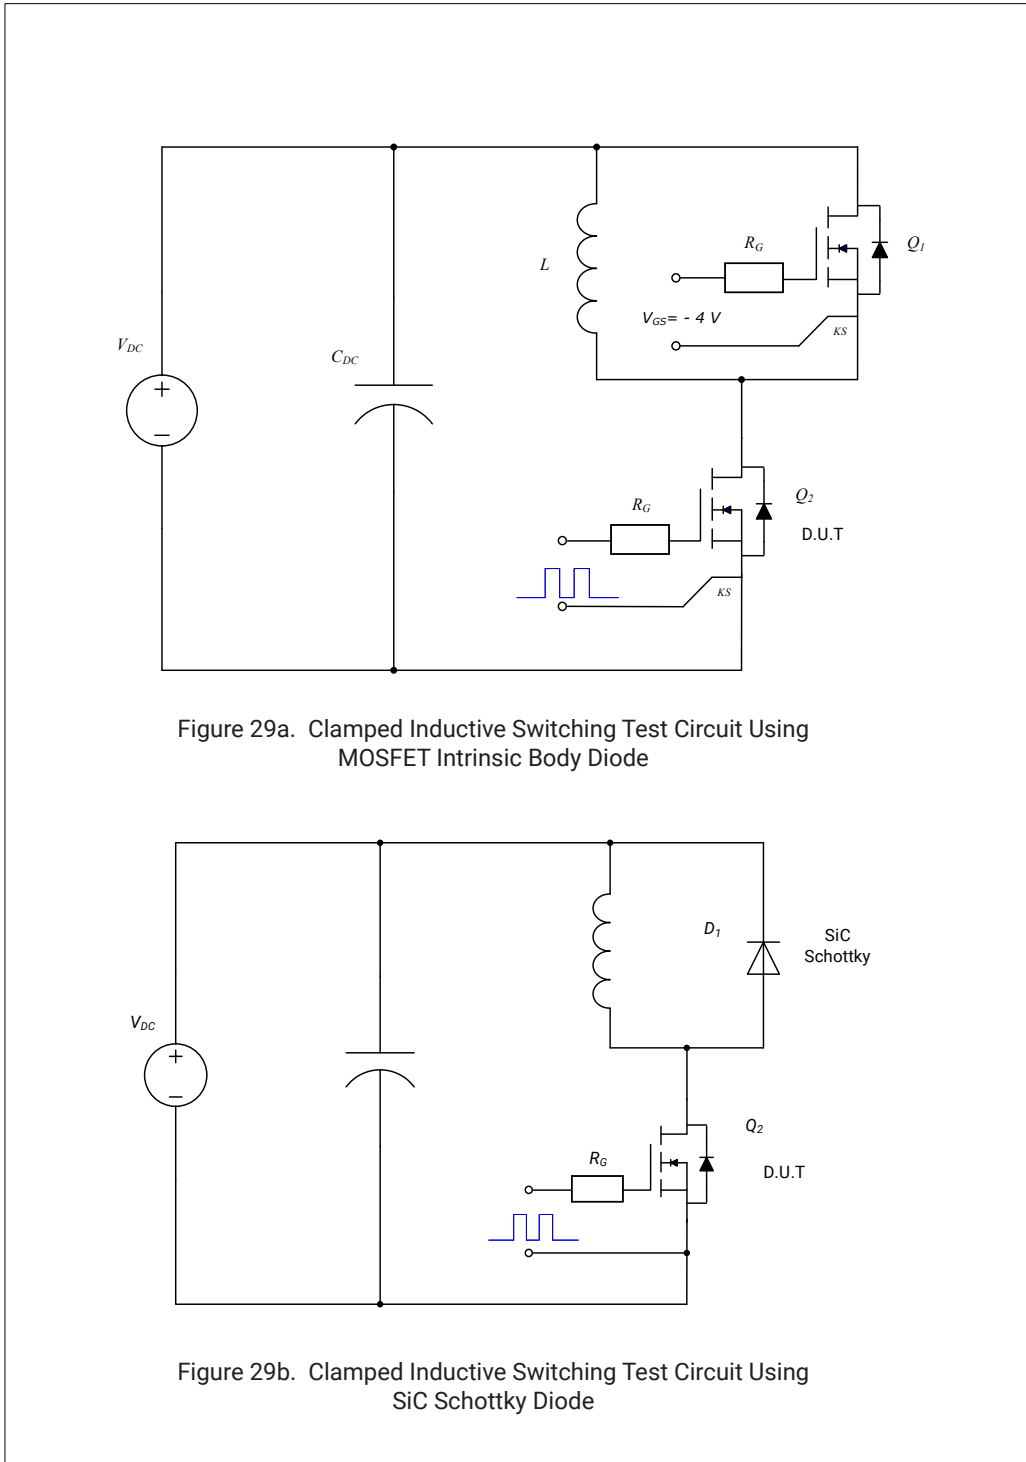 L
R_G
Q_1
V_GS= - 4 V
KS
V_DC
C_DC
+
−
R_G
Q_2
D.U.T
KS
Figure 29a.  Clamped Inductive Switching Test Circuit Using
MOSFET Intrinsic Body Diode
D_1
SiC
Schottky
V_DC
+
−
Q_2
R_G
D.U.T
Figure 29b.  Clamped Inductive Switching Test Circuit Using
SiC Schottky Diode